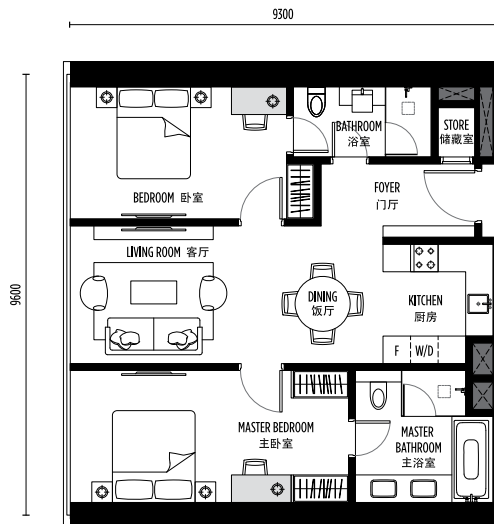 9300
9600
BATHROOM
浴室
STORE
储藏室
BEDROOM 卧室
FOYER
门厅
LIVING ROOM 客厅
DINING
饭厅
KITCHEN
厨房
F W/D
MASTER BEDROOM
主卧室
MASTER
BATHROOM
主浴室